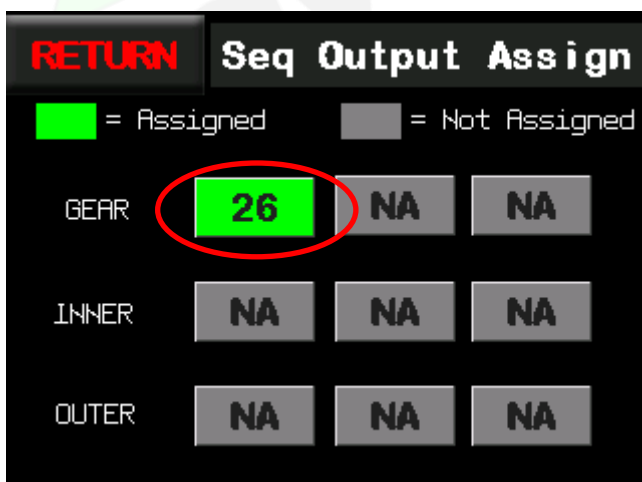 RETURN Seq Output Assign
= Assigned = Not Assigned
GEAR 26 NA NA
INNER NA NA NA
OUTER NA NA NA